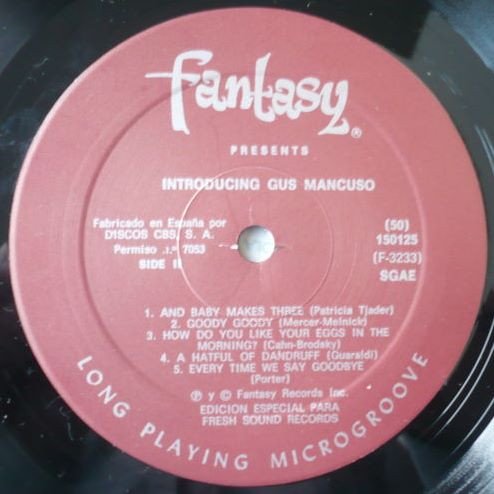 fantasy®
PRESENTS
INTRODUCING GUS MANCUSO
Fabricado en España por
DISCOS CBS, S. A.
Permiso .I.º 7053
SIDE II
(50)
150125
(F-3233)
SGAE
1. AND BABY MAKES THREE (Patricia Tjader)
2. GOODY GOODY (Mercer-Melnick)
3. HOW DO YOU LIKE YOUR EGGS IN THE
MORNING? (Cahn-Brodsky)
4. A HATFUL OF DANDRUFF (Guaraldi)
5. EVERY TIME WE SAY GOODBYE
(Porter)
℗ y © Fantasy Records Inc.
EDICION ESPECIAL PARA
FRESH SOUND RECORDS
LONG PLAYING MICROGROOVE